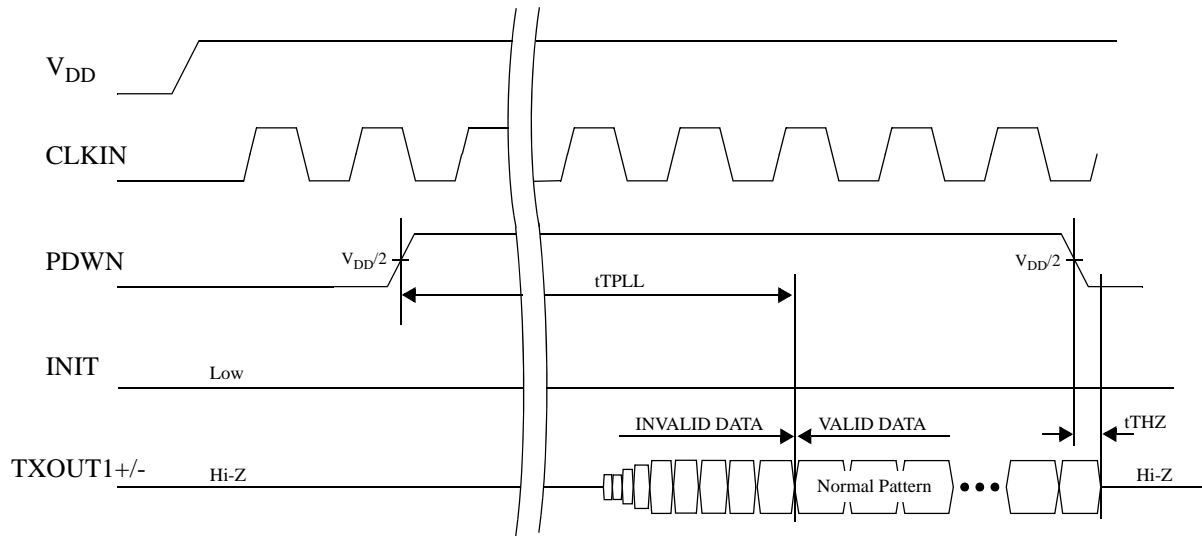 VDD
CLKIN
PDWN
VDD/2
VDD/2
tTPLL
INIT
Low
INVALID DATA
VALID DATA
tTHZ
TXOUT1+/-
Hi-Z
Normal Pattern
Hi-Z